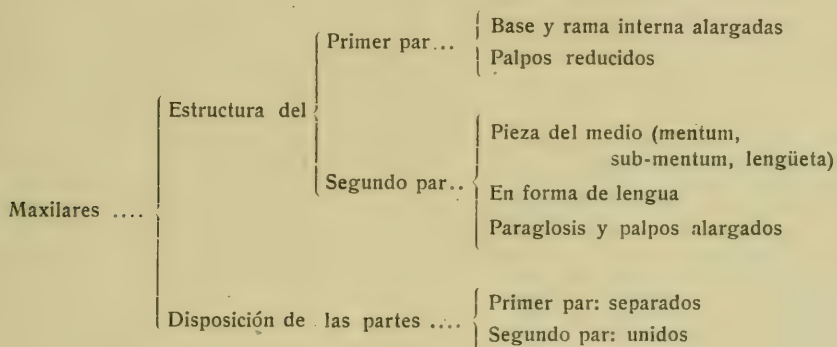 Primer par...
Base y rama interna alargadas
Palpos reducidos
Estructura del
Pieza del medio (mentum,
sub-mentum, lengüeta)
Segundo par..
En forma de lengua
Paraglosis y palpos alargados
Maxilares ....
Disposición de las partes ....
Primer par: separados
Segundo par: unidos